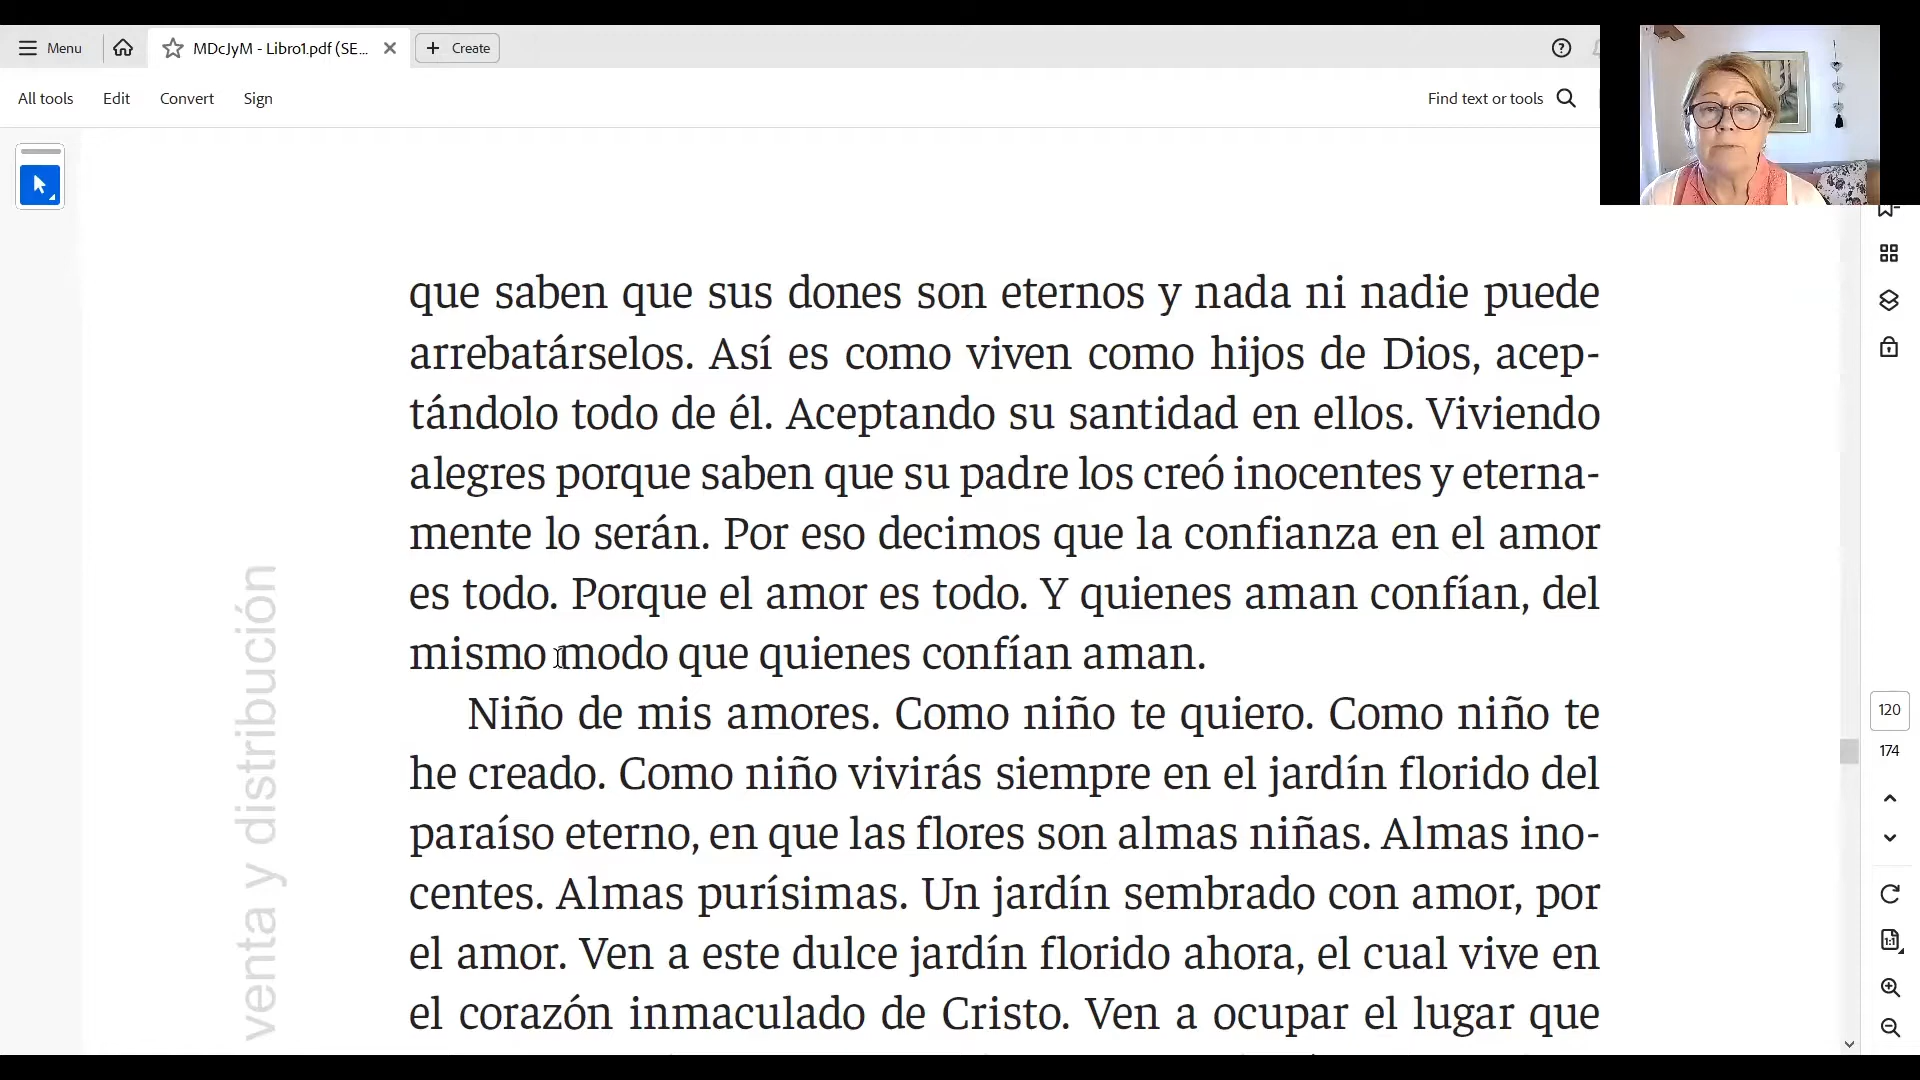 Menu
MDcJyM - Libro1.pdf (SE...
Create
All tools
Edit
Convert
Sign
Find text or tools
que saben que sus dones son eternos y nada ni nadie puede
arrebatárselos. Así es como viven como hijos de Dios, acep-
tándolo todo de él. Aceptando su santidad en ellos. Viviendo
alegres porque saben que su padre los creó inocentes y eterna-
mente lo serán. Por eso decimos que la confianza en el amor
es todo. Porque el amor es todo. Y quienes aman confían, del
mismo modo que quienes confían aman.
Niño de mis amores. Como niño te quiero. Como niño te
he creado. Como niño vivirás siempre en el jardín florido del
paraíso eterno, en que las flores son almas niñas. Almas ino-
centes. Almas purísimas. Un jardín sembrado con amor, por
el amor. Ven a este dulce jardín florido ahora, el cual vive en
el corazón inmaculado de Cristo. Ven a ocupar el lugar que
venta y distribución
120
174
1:1